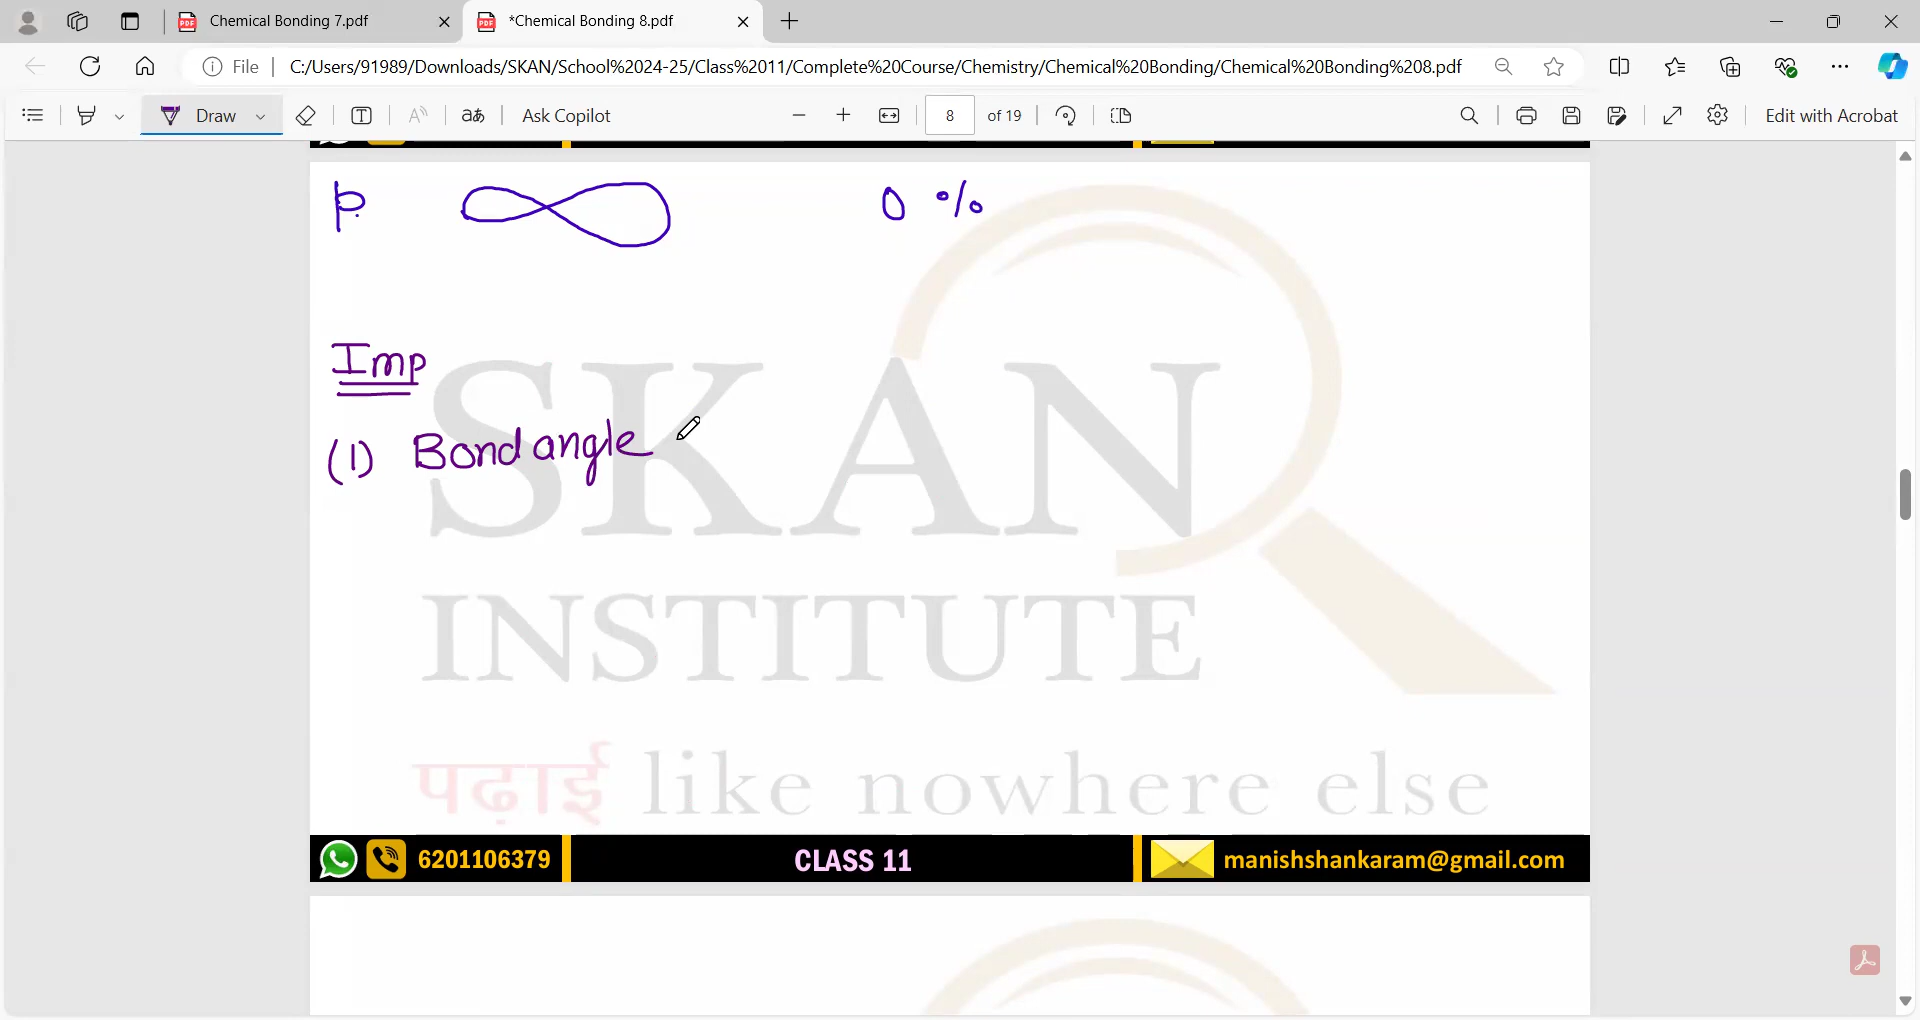 Chemical Bonding 7.pdf
*Chemical Bonding 8.pdf
File
C:/Users/91989/Downloads/SKAN/School%2024-25/Class%2011/Complete%20Course/Chemistry/Chemical%20Bonding/Chemical%20Bonding%208.pdf
Draw
aあ
Ask Copilot
8 of 19
Edit with Acrobat
p 0 %
Imp
(1) Bond angle
SKAN
INSTITUTE
पढ़ाई like nowhere else
6201106379
CLASS 11
manishshankaram@gmail.com